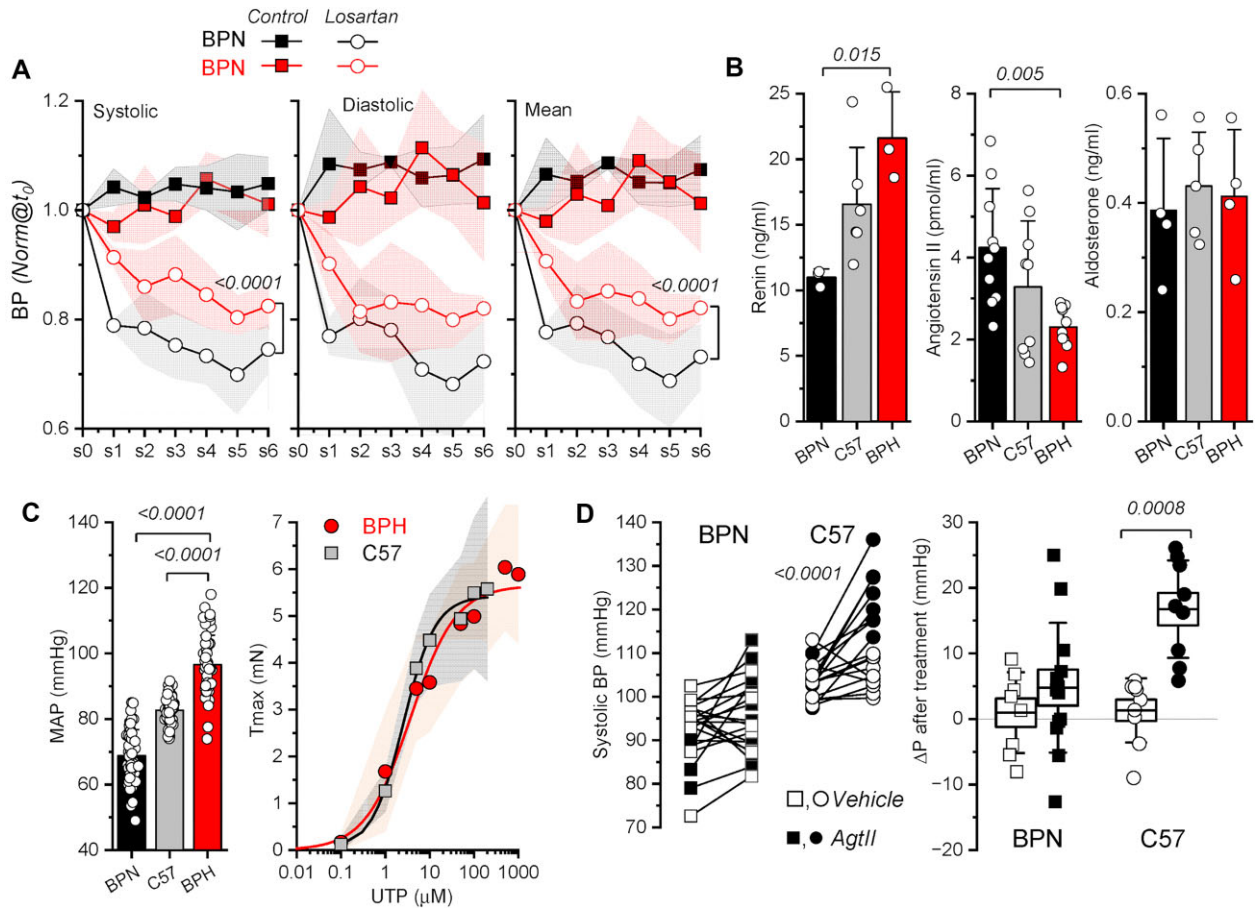 Control Losartan
BPN
BPN
A
Systolic
Diastolic
Mean
BP (Norm@t0)
1.2
1.0
0.8
0.6
<0.0001
<0.0001
s0 s1 s2 s3 s4 s5 s6
s0 s1 s2 s3 s4 s5 s6
s0 s1 s2 s3 s4 s5 s6
B
0.015
Renin (ng/ml)
25
20
15
10
5
0
BPN C57 BPH
0.005
Angiotensin II (pmol/ml)
8
6
4
2
0
BPN C57 BPH
Aldosterone (ng/ml)
0.6
0.4
0.2
0.0
BPN C57 BPH
C
<0.0001
<0.0001
MAP (mmHg)
140
120
100
80
60
40
BPN C57 BPH
BPH
C57
Tmax (mN)
7
6
5
4
3
2
1
0
0.01 0.1 1 10 100 1000
UTP (μM)
D
BPN C57
<0.0001
Systolic BP (mmHg)
140
130
120
110
100
90
80
70
, Vehicle
, AgtII
0.0008
ΔP after treatment (mmHg)
30
20
10
0
−10
−20
BPN C57